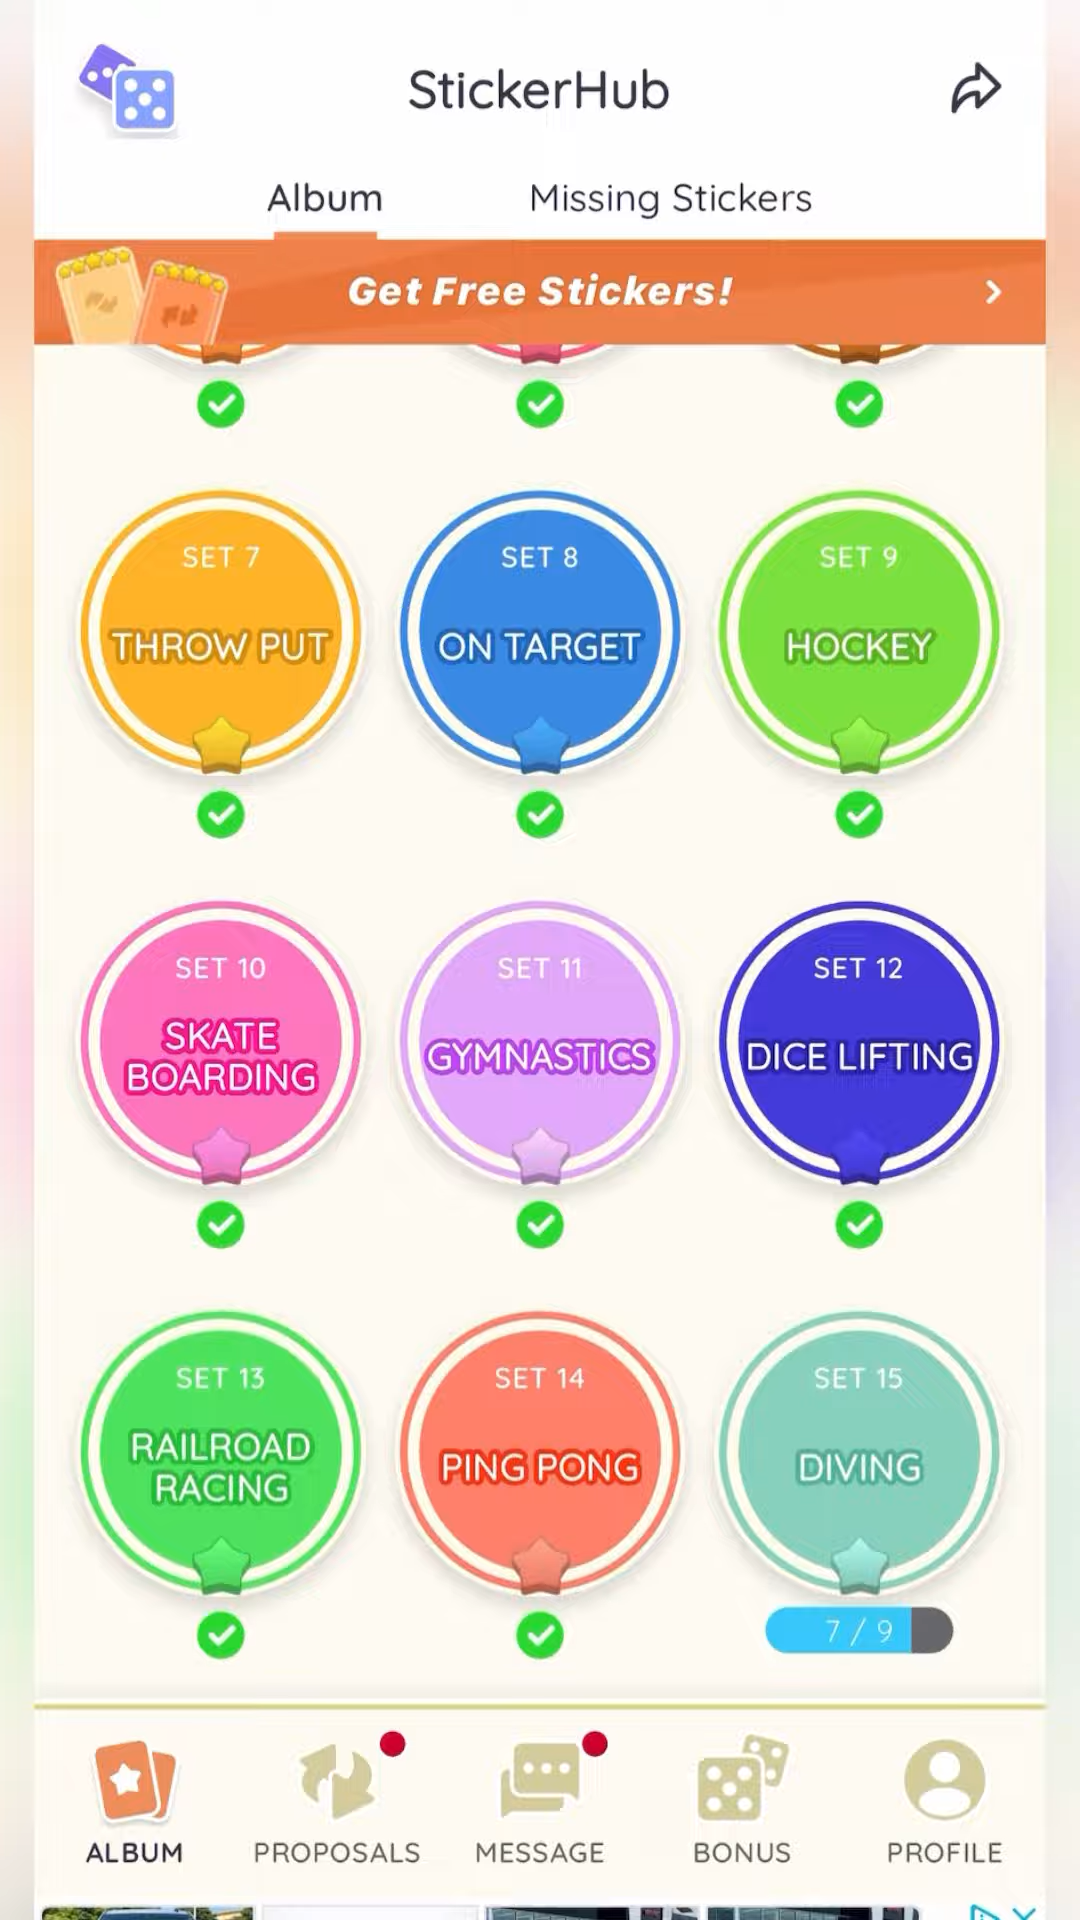 StickerHub
Album
Missing Stickers
Get Free Stickers!
SET 7
THROW PUT
SET 8
ON TARGET
SET 9
HOCKEY
SET 10
SKATE
BOARDING
SET 11
GYMNASTICS
SET 12
DICE LIFTING
SET 13
RAILROAD
RACING
SET 14
PING PONG
SET 15
DIVING
7 / 9
ALBUM
PROPOSALS
MESSAGE
BONUS
PROFILE